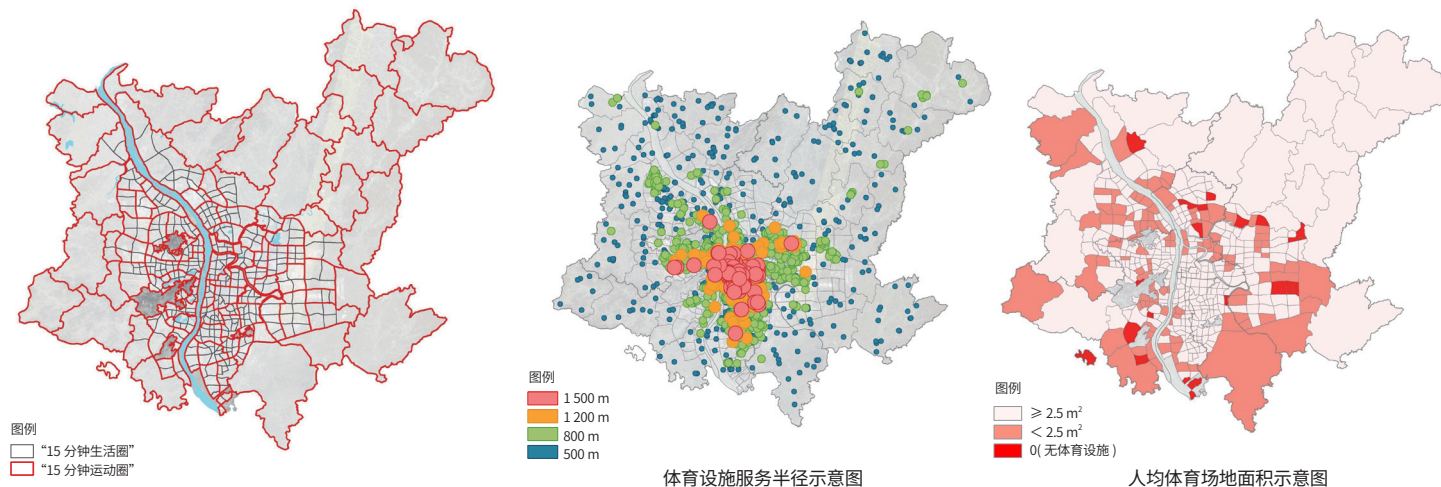 图例
“15 分钟生活圈”
“15 分钟运动圈”
图例
1 500 m
1 200 m
800 m
500 m
体育设施服务半径示意图
图例
≥ 2.5 m²
< 2.5 m²
0( 无体育设施 )
人均体育场地面积示意图